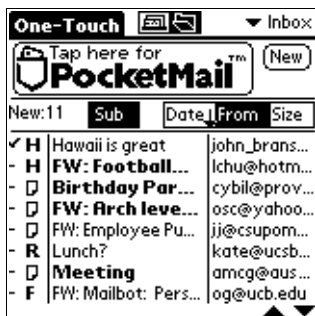 One-Touch Inbox
Tap here for New
PocketMail™
New:11 Sub Date From Size
H Hawaii is great john_brans...
- H FW: Football... lchu@hotm...
- Birthday Par... cybil@prov...
- FW: Arch leve... osc@yahoo...
- FW: Employee Pu... jj@csupom...
- R Lunch? kate@ucsb...
- Meeting amcg@aus...
- F FW: Mailbot: Pers... og@ucb.edu